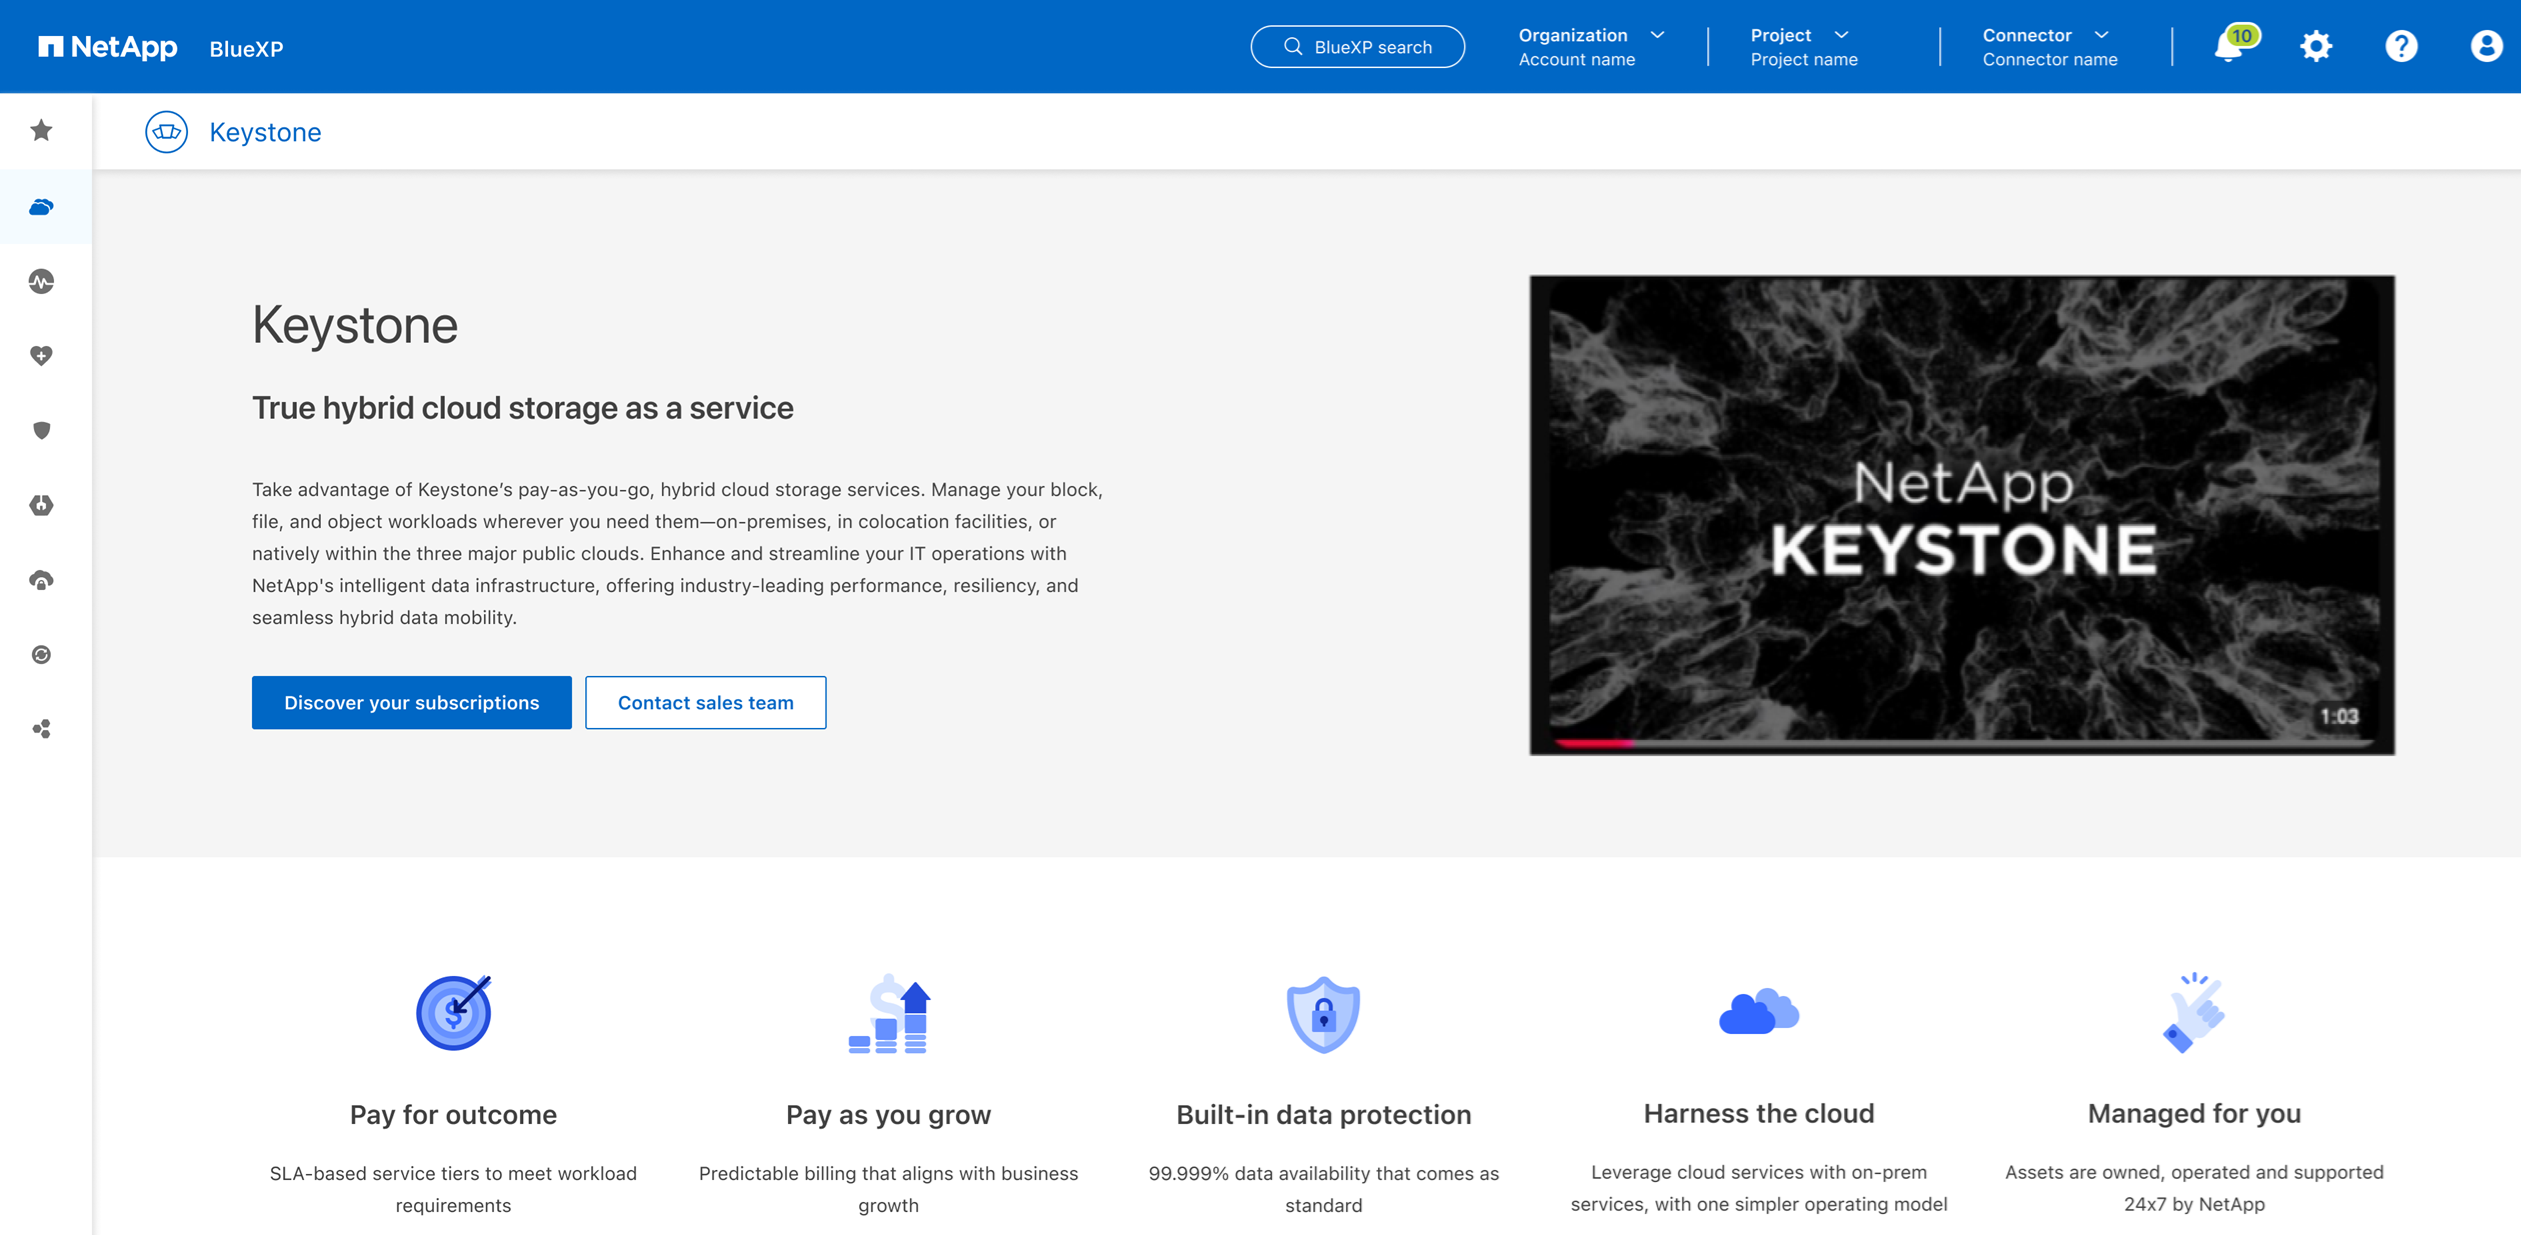 NetApp BlueXP
BlueXP search
Organization
Account name
Project
Project name
Connector
Connector name
10
Keystone
Keystone
True hybrid cloud storage as a service
Take advantage of Keystone’s pay-as-you-go, hybrid cloud storage services. Manage your block,
file, and object workloads wherever you need them—on-premises, in colocation facilities, or
natively within the three major public clouds. Enhance and streamline your IT operations with
NetApp's intelligent data infrastructure, offering industry-leading performance, resiliency, and
seamless hybrid data mobility.
Discover your subscriptions
Contact sales team
NetApp
KEYSTONE
1:03
Pay for outcome
SLA-based service tiers to meet workload
requirements
Pay as you grow
Predictable billing that aligns with business
growth
Built-in data protection
99.999% data availability that comes as
standard
Harness the cloud
Leverage cloud services with on-prem
services, with one simpler operating model
Managed for you
Assets are owned, operated and supported
24x7 by NetApp